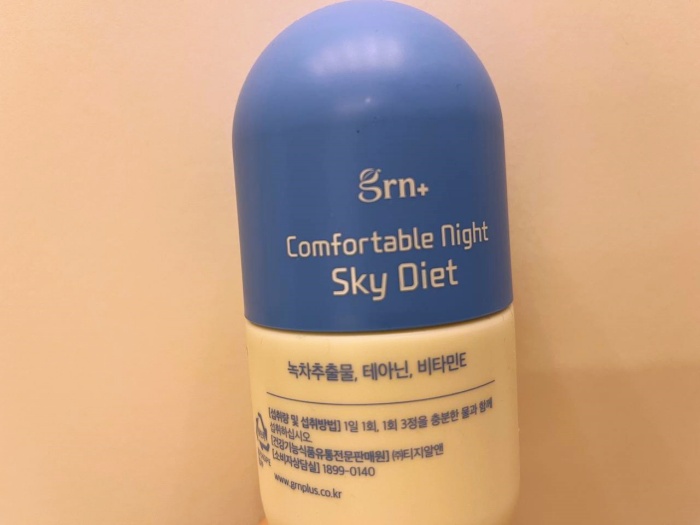 grn+
Comfortable Night
Sky Diet
녹차추출물, 테아닌, 비타민E
[섭취량 및 섭취방법] 1일 1회, 1회 3정을 충분한 물과 함께
섭취하십시오.
[건강기능식품유통전문판매원] ㈜티지알앤
[소비자상담실] 1899-0140
www.grnplus.co.kr